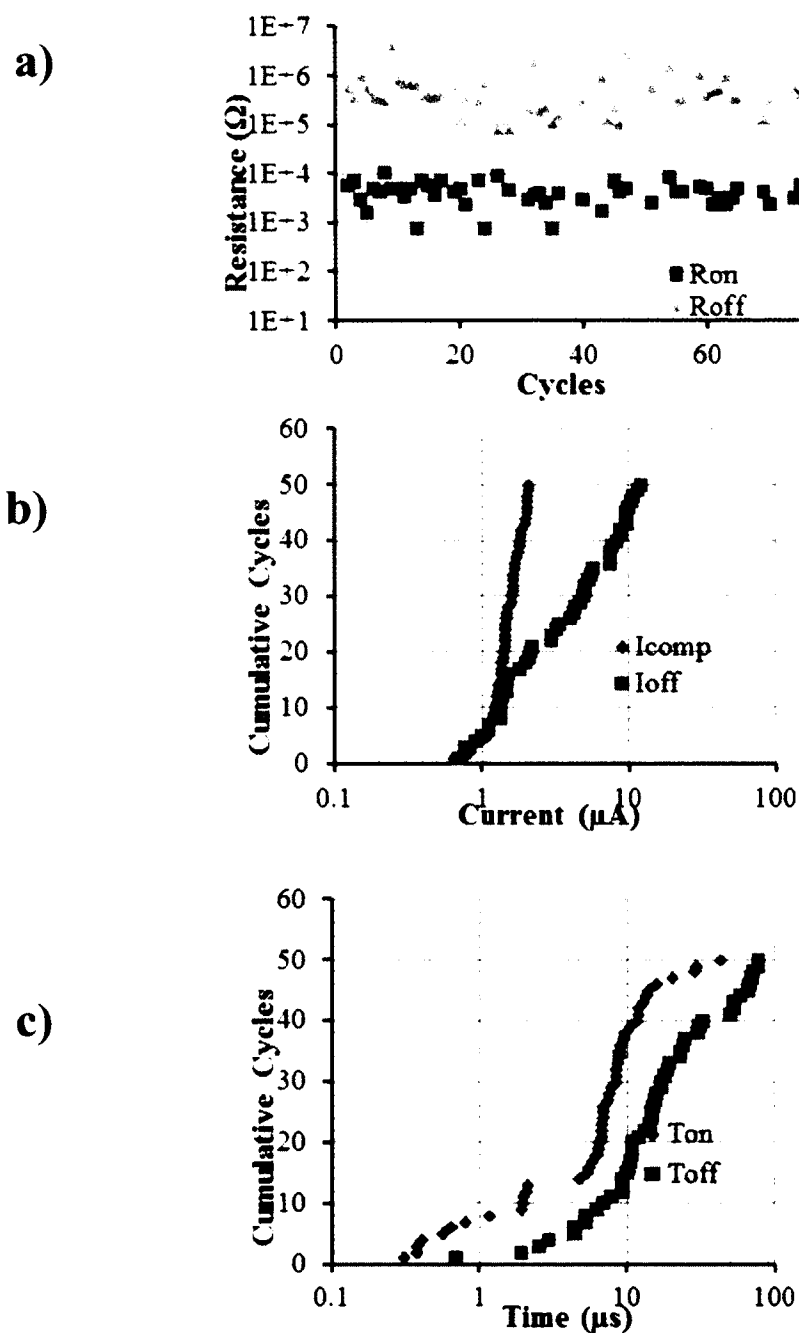 a)
1E+7
1E+6
1E+5
1E+4
1E+3
1E+2
1E+1
Resistance (Ω)
Ron
Roff
0 20 40 60
Cycles
b)
60
50
40
30
20
10
0
Cumulative Cycles
Icomp
Ioff
0.1 1 10 100
Current (µA)
c)
60
50
40
30
20
10
0
Cumulative Cycles
Ton
Toff
0.1 1 10 100
Time (µs)